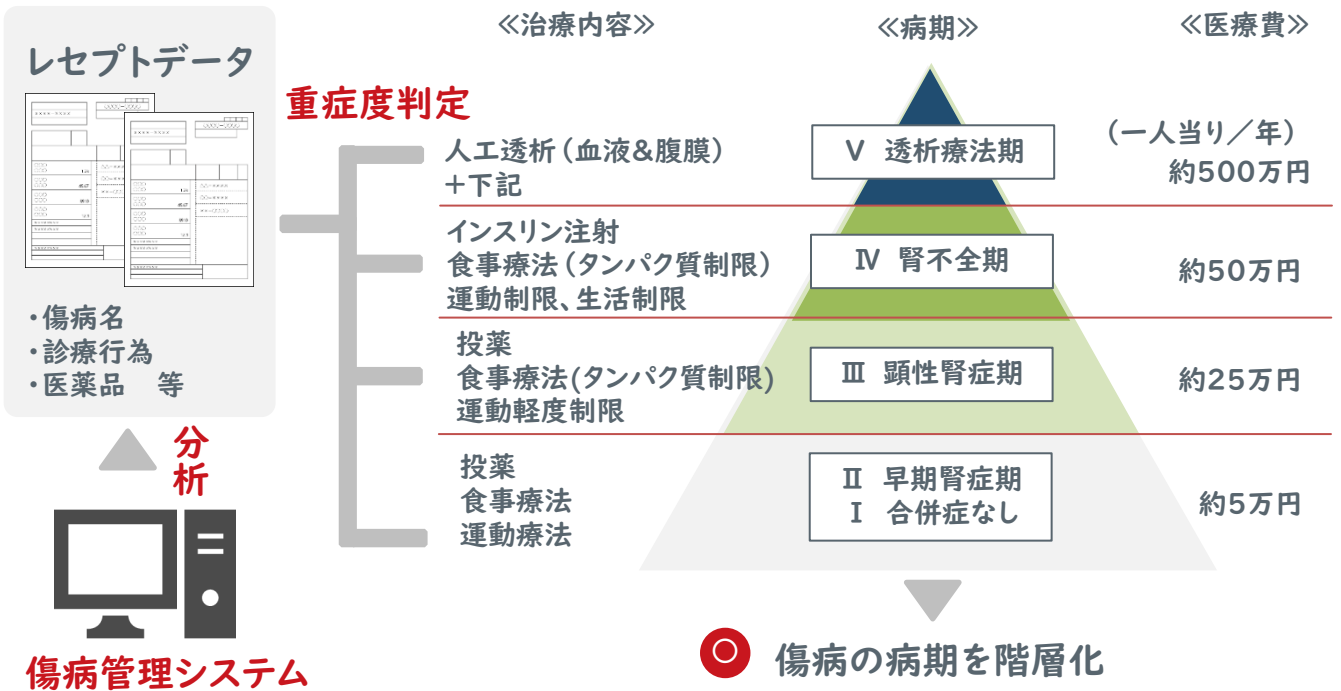 レセプトデータ
・傷病名
・診療行為
・医薬品　等
分
析
傷病管理システム
重症度判定
≪治療内容≫
≪病期≫
≪医療費≫
人工透析（血液&腹膜）
＋下記
Ⅴ 透析療法期
（一人当り／年）
約500万円
インスリン注射
食事療法（タンパク質制限）
運動制限、生活制限
Ⅳ 腎不全期
約50万円
投薬
食事療法(タンパク質制限)
運動軽度制限
Ⅲ 顕性腎症期
約25万円
投薬
食事療法
運動療法
Ⅱ 早期腎症期
Ⅰ 合併症なし
約5万円
傷病の病期を階層化